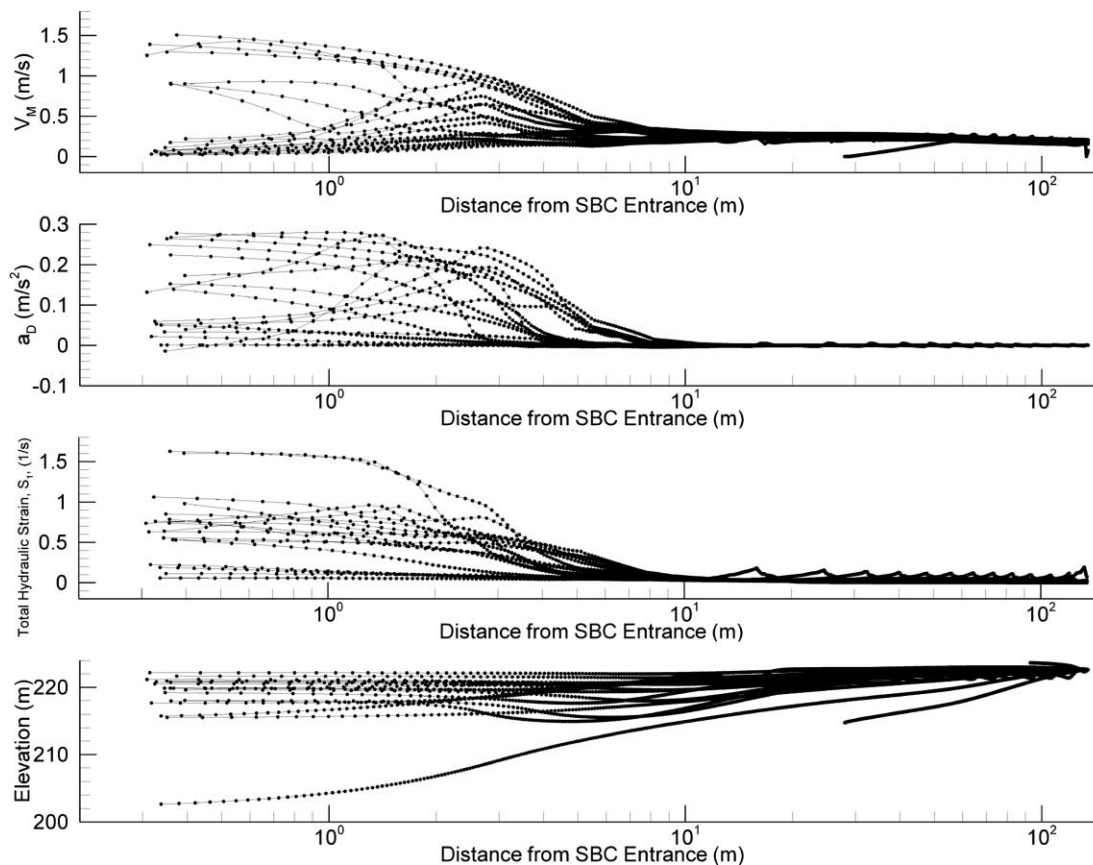 1.5
1
0.5
0
V_M (m/s)
10^0 10^1 10^2
Distance from SBC Entrance (m)
0.3
0.2
0.1
0
-0.1
a_D (m/s^2)
10^0 10^1 10^2
Distance from SBC Entrance (m)
1.5
1
0.5
0
Total Hydraulic Strain, S_1, (1/s)
10^0 10^1 10^2
Distance from SBC Entrance (m)
220
210
200
Elevation (m)
10^0 10^1 10^2
Distance from SBC Entrance (m)